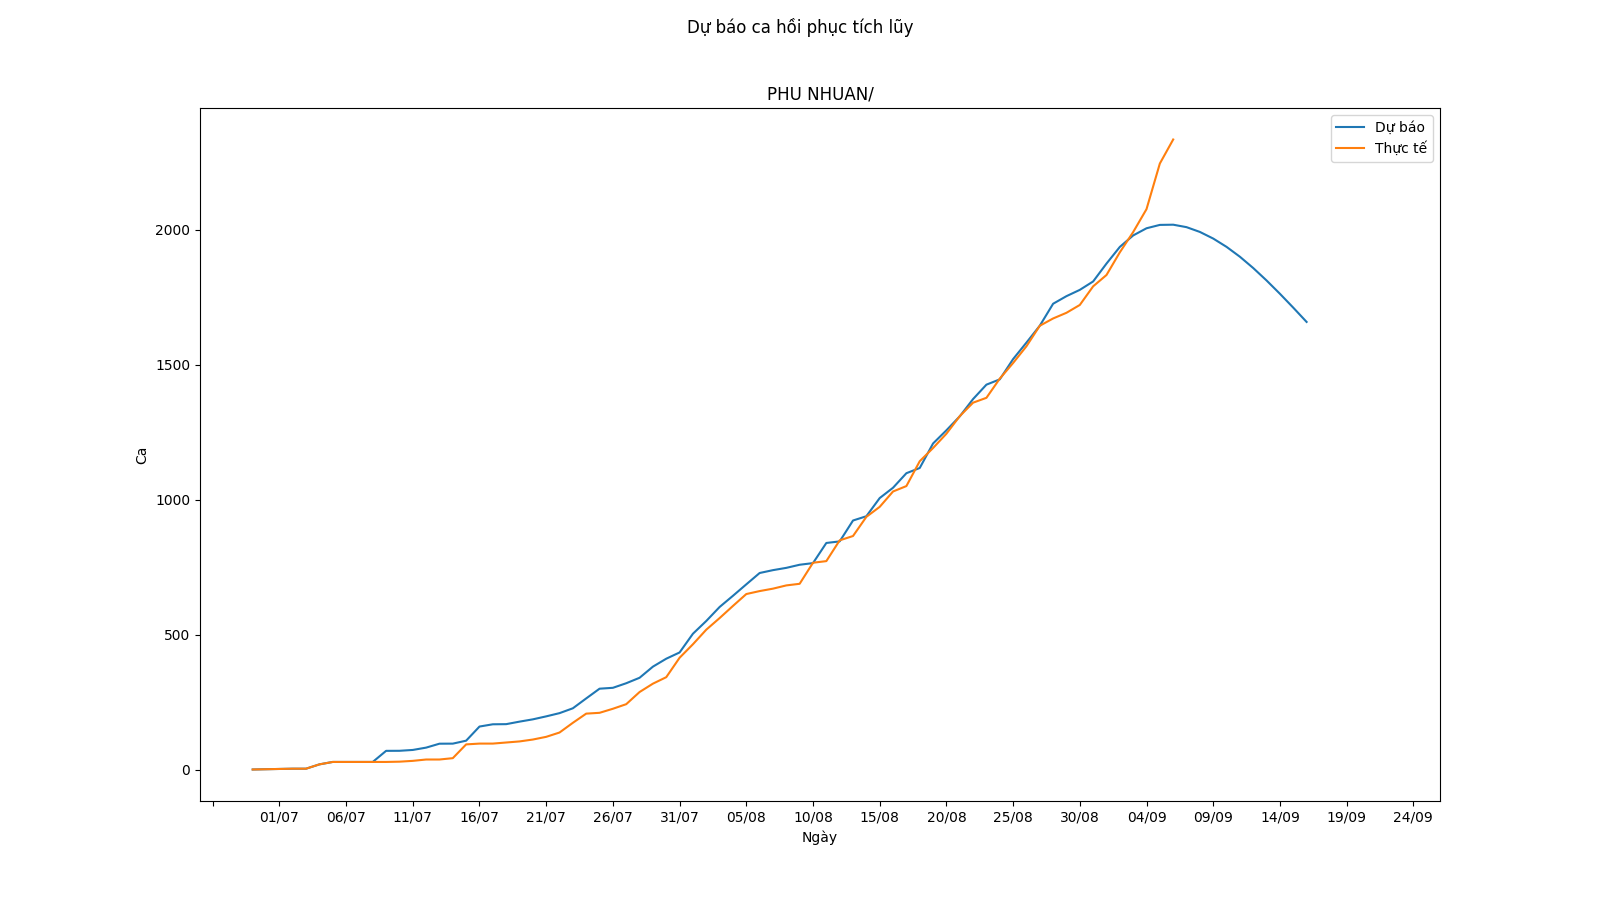 Dự báo ca hồi phục tích lũy
PHU NHUAN/
Dự báo
Thực tế
2000
1500
1000
500
0
Ca
01/07 06/07 11/07 16/07 21/07 26/07 31/07 05/08 10/08 15/08 20/08 25/08 30/08 04/09 09/09 14/09 19/09 24/09
Ngày